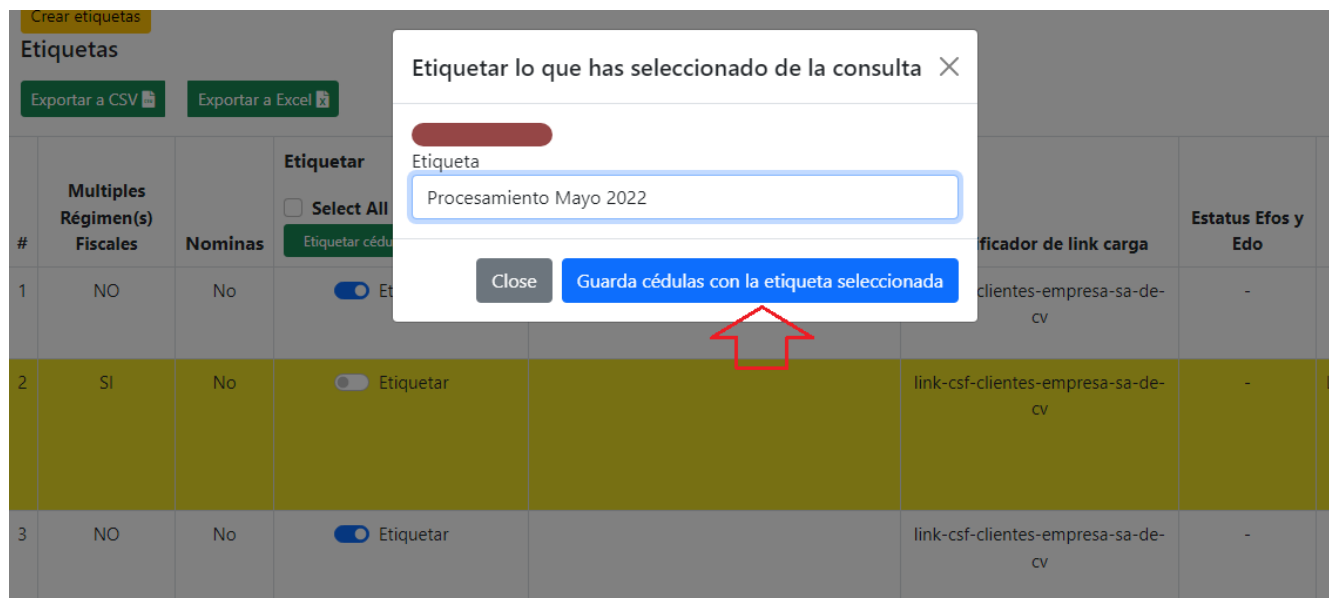 Crear etiquetas
Etiquetas
Exportar a CSV
Exportar a Excel
Etiquetar lo que has seleccionado de la consulta
Etiqueta
Procesamiento Mayo 2022
Close
Guarda cédulas con la etiqueta seleccionada
#
Multiples
Régimen(s)
Fiscales
Nominas
Etiquetar
Select All
Etiquetar
link carga
Estatus Efos y
Edo
1
NO
No
clientes-empresa-sa-de-
cv
-
2
SI
No
Etiquetar
link-csf-clientes-empresa-sa-de-
cv
-
3
NO
No
Etiquetar
link-csf-clientes-empresa-sa-de-
cv
-